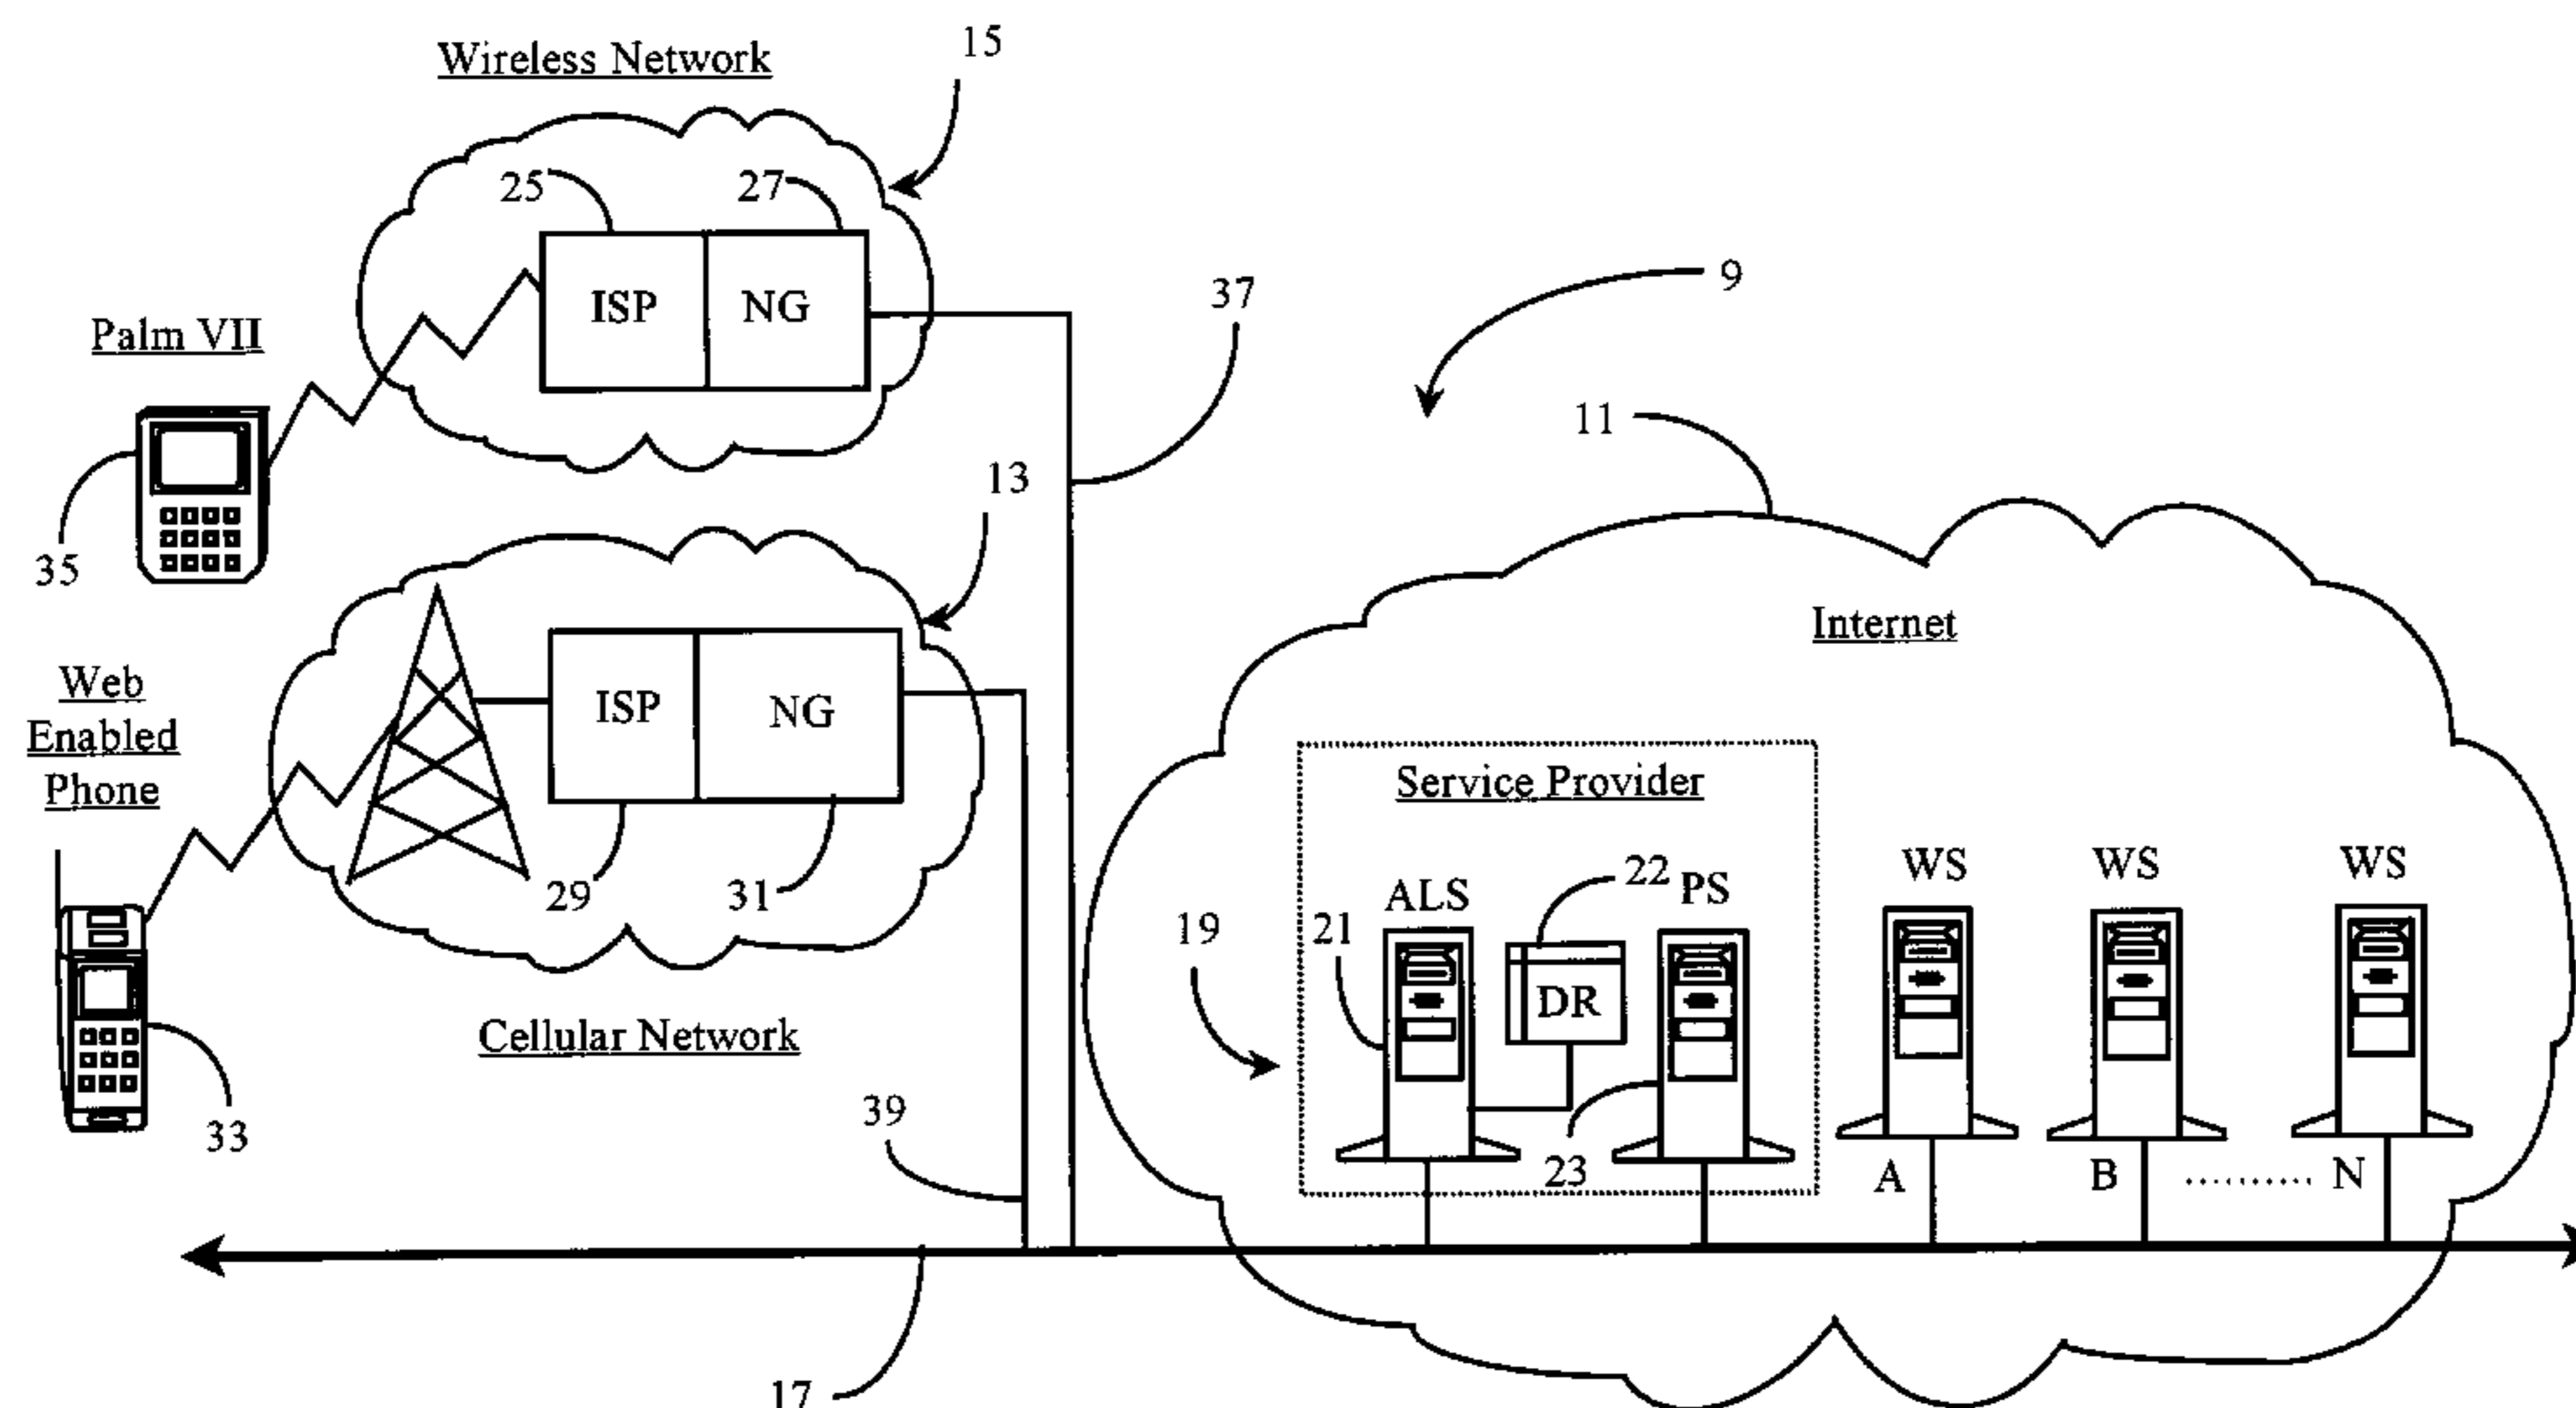 Wireless Network
15
25
27
ISP
NG
37
9
Palm VII
11
13
35
Internet
Web
Enabled
Phone
ISP
NG
Service Provider
29
31
22
ALS
PS
WS
WS
WS
19
21
DR
Cellular Network
33
39
23
A
B
........
N
17